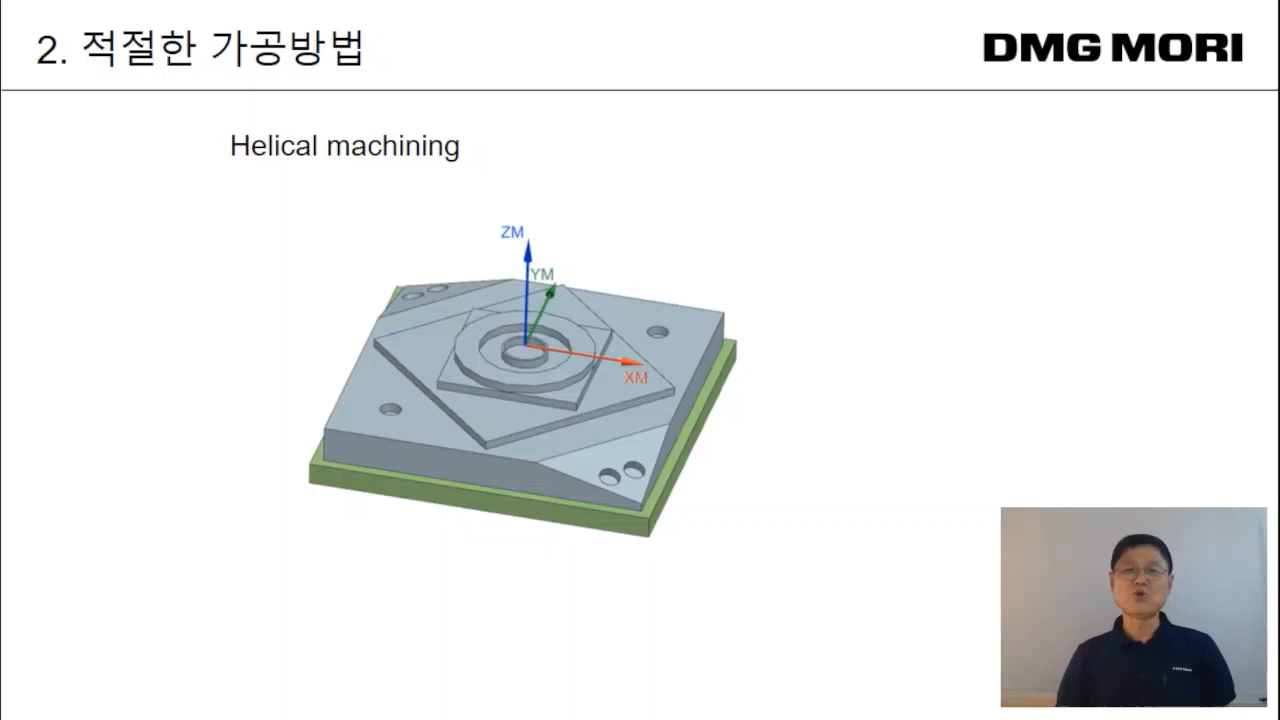 2. 적절한 가공방법
DMG MORI
Helical machining
ZM
YM
XM